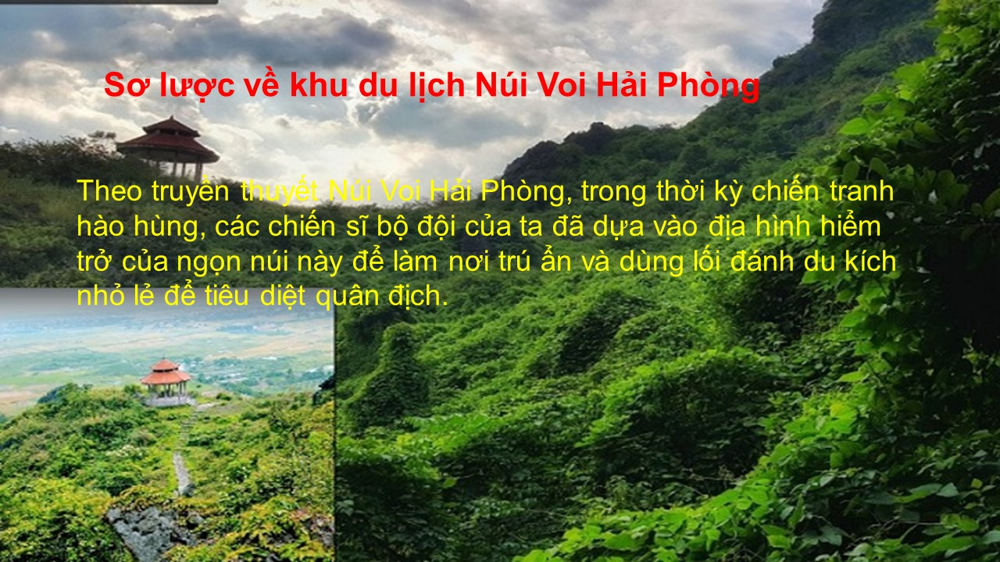 Sơ lược về khu du lịch Núi Voi Hải Phòng
Theo truyền thuyết Núi Voi Hải Phòng, trong thời kỳ chiến tranh
hào hùng, các chiến sĩ bộ đội của ta đã dựa vào địa hình hiểm
trở của ngọn núi này để làm nơi trú ẩn và dùng lối đánh du kích
nhỏ lẻ để tiêu diệt quân địch.